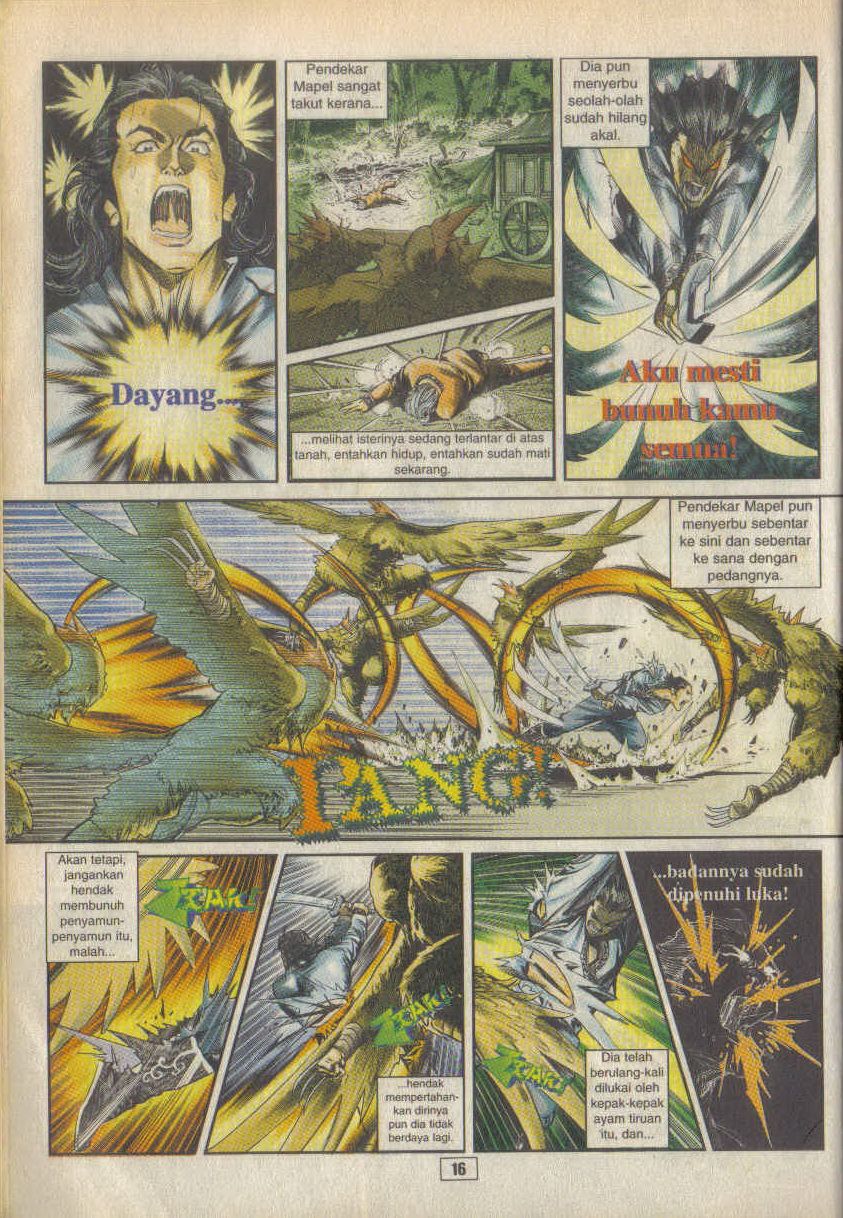 Dayang....
Pendekar
Mapel sangat
takut kerana...
...melihat isterinya sedang terlantar di atas
tanah, entahkan hidup, entahkan sudah mati
sekarang.
Dia pun
menyerbu
seolah-olah
sudah hilang
akal.
Aku mesti
bunuh kamu
semua!
Pendekar Mapel pun
menyerbu sebentar
ke sini dan sebentar
ke sana dengan
pedangnya.
TANG!
Akan tetapi,
jangankan
hendak
membunuh
penyamun-
penyamun itu,
malah...
ZRAK!
ZRAK!
...hendak
mempertahan-
kan dirinya
pun dia tidak
berdaya lagi.
ZRAK!
Dia telah
berulang-kali
dilukai oleh
kepak-kepak
ayam tiruan
itu, dan...
...badannya sudah
dipenuhi luka!
16